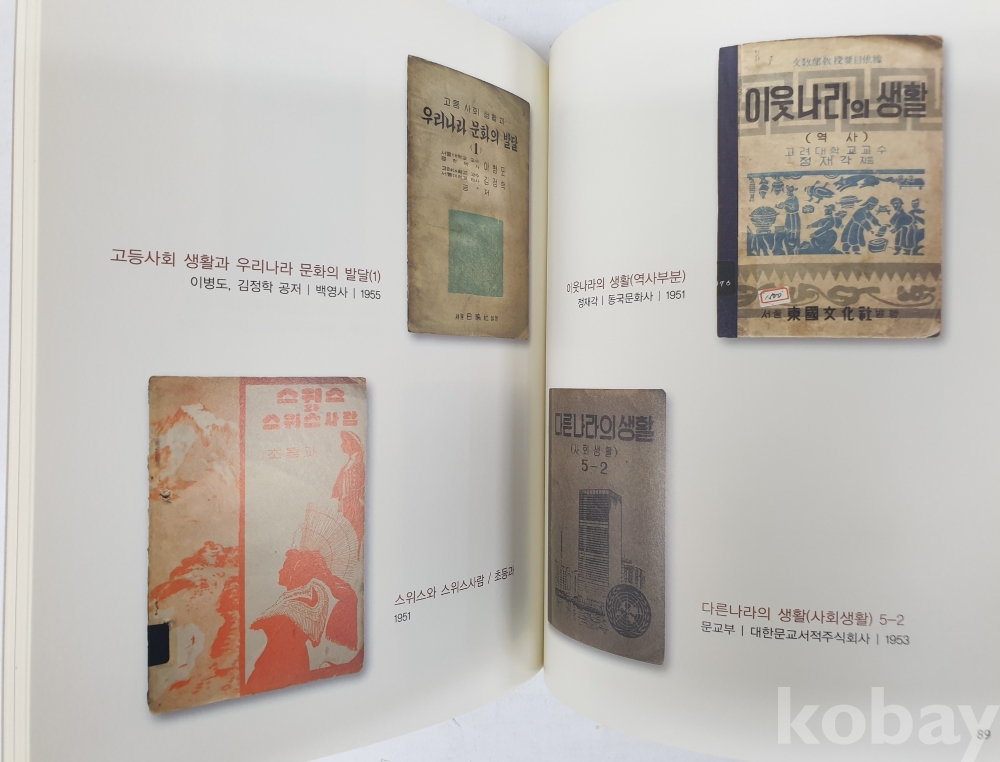 고등 사회 생활과
우리나라 문화의 발달
I
공 저
고등사회 생활과 우리나라 문화의 발달(1)
이병도, 김정학 공저 | 백영사 | 1955
스위스
와
스위스사람
초등과
스위스와 스위스사람 / 초등과
1951
이웃나라의 생활
(역 사)
고려대학교교수
정재각
서울 東國文化社
이웃나라의 생활(역사부분)
정재각 | 동국문화사 | 1951
다른나라의 생활
(사회생활)
5-2
다른나라의 생활(사회생활) 5-2
문교부 | 대한문교서적주식회사 | 1953
89
kobay